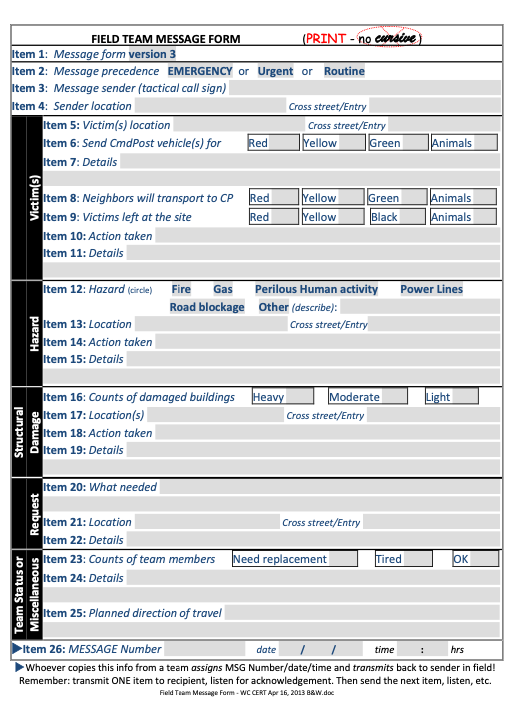 FIELD TEAM MESSAGE FORM (PRINT - no cursive)
Item 1: Message form version 3
Item 2: Message precedence EMERGENCY or Urgent or Routine
Item 3: Message sender (tactical call sign)
Item 4: Sender location Cross street/Entry
Victim(s)
Item 5: Victim(s) location Cross street/Entry
Item 6: Send CmdPost vehicle(s) for Red Yellow Green Animals
Item 7: Details
Item 8: Neighbors will transport to CP Red Yellow Green Animals
Item 9: Victims left at the site Red Yellow Black Animals
Item 10: Action taken
Item 11: Details
Hazard
Item 12: Hazard (circle) Fire Gas Perilous Human activity Power Lines
Road blockage Other (describe):
Item 13: Location Cross street/Entry
Item 14: Action taken
Item 15: Details
Structural Damage
Item 16: Counts of damaged buildings Heavy Moderate Light
Item 17: Location(s) Cross street/Entry
Item 18: Action taken
Item 19: Details
Request
Item 20: What needed
Item 21: Location Cross street/Entry
Item 22: Details
Team Status or Miscellaneous
Item 23: Counts of team members Need replacement Tired OK
Item 24: Details
Item 25: Planned direction of travel
▶Item 26: MESSAGE Number date / / time : hrs
▶Whoever copies this info from a team assigns MSG Number/date/time and transmits back to sender in field!
Remember: transmit ONE item to recipient, listen for acknowledgement. Then send the next item, listen, etc.
Field Team Message Form - WC CERT Apr 16, 2013 B&W.doc